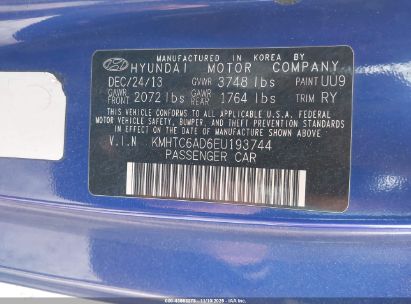 MANUFACTURED IN KOREA BY
HYUNDAI MOTOR COMPANY
DEC/24/13 GVWR 3748 lbs PAINT UU9
GAWR FRONT 2072 lbs GAWR REAR 1764 lbs TRIM RY
THIS VEHICLE CONFORMS TO ALL APPLICABLE U.S.A. FEDERAL
MOTOR VEHICLE SAFETY, BUMPER, AND THEFT PREVENTION
STANDARDS IN EFFECT ON THE DATE OF MANUFACTURE
SHOWN ABOVE.
V.I.N KMHTC6AD6EU193744
PASSENGER CAR